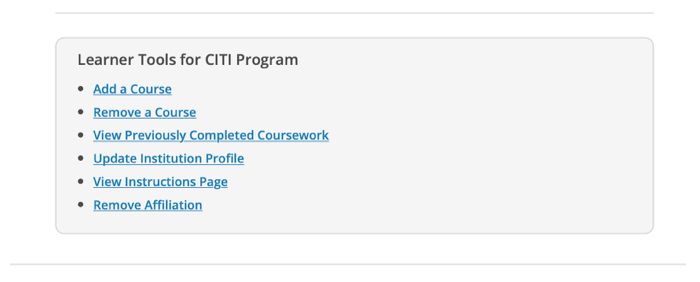 Learner Tools for CITI Program
Add a Course
Remove a Course
View Previously Completed Coursework
Update Institution Profile
View Instructions Page
Remove Affiliation